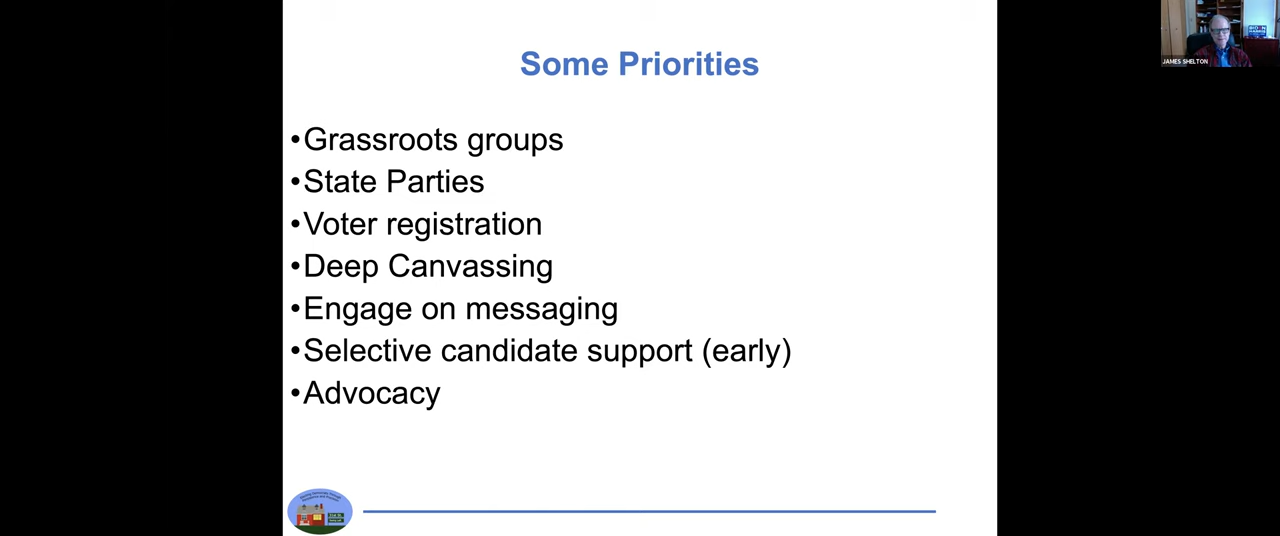 Some Priorities
•Grassroots groups
•State Parties
•Voter registration
•Deep Canvassing
•Engage on messaging
•Selective candidate support (early)
•Advocacy
JAMES SHELTON